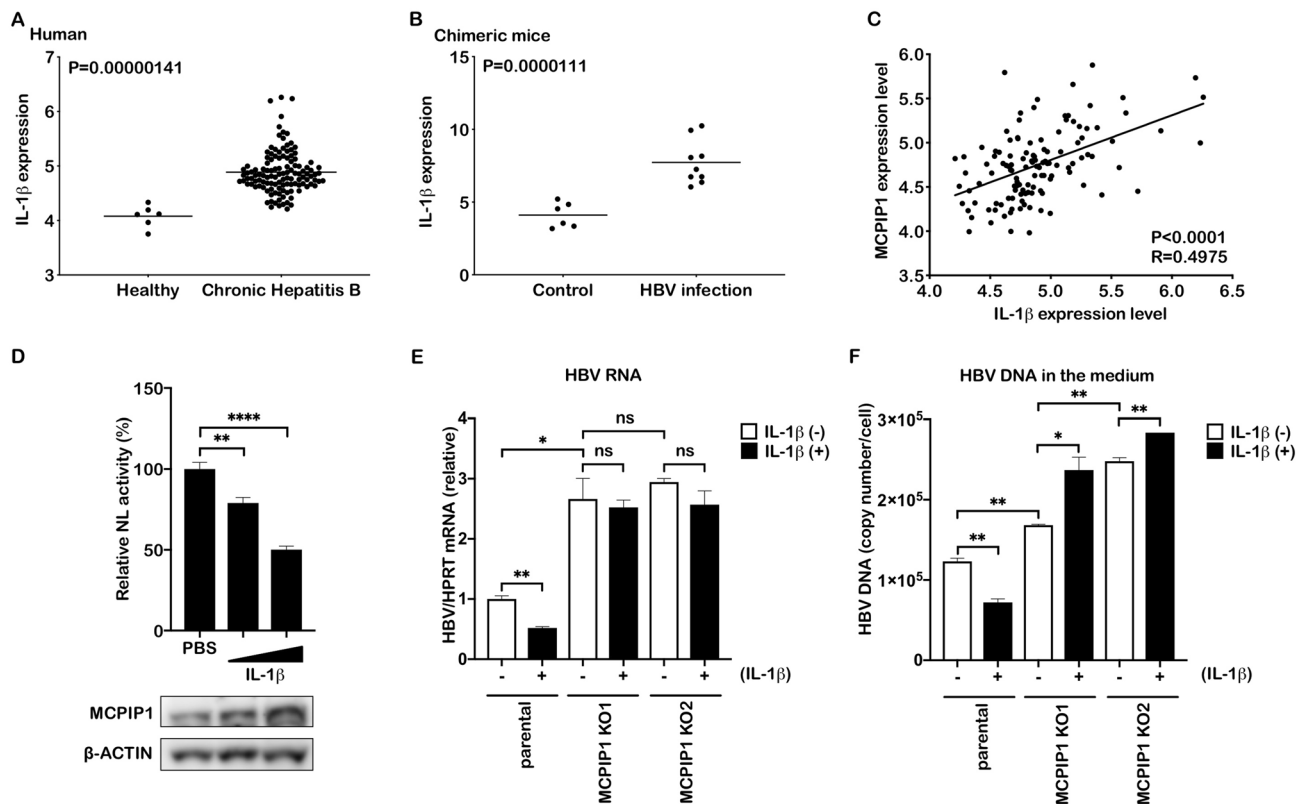 A
Human
P=0.00000141
IL-1β expression
7
6
5
4
3
Healthy
Chronic Hepatitis B
B
Chimeric mice
P=0.0000111
IL-1β expression
15
10
5
0
Control
HBV infection
C
MCPIP1 expression level
6.0
5.5
5.0
4.5
4.0
3.5
P<0.0001
R=0.4975
4.0 4.5 5.0 5.5 6.0 6.5
IL-1β expression level
D
Relative NL activity (%)
150
100
50
0
****
**
PBS
IL-1β
MCPIP1
β-ACTIN
E
HBV RNA
HBV/HPRT mRNA (relative)
4
3
2
1
0
ns
* ns ns
**
IL-1β (-)
IL-1β (+)
- + - + - + (IL-1β)
parental
MCPIP1 KO1
MCPIP1 KO2
F
HBV DNA in the medium
HBV DNA (copy number/cell)
3×10⁵
2×10⁵
1×10⁵
0
** **
*
**
**
IL-1β (-)
IL-1β (+)
- + - + - + (IL-1β)
parental
MCPIP1 KO1
MCPIP1 KO2